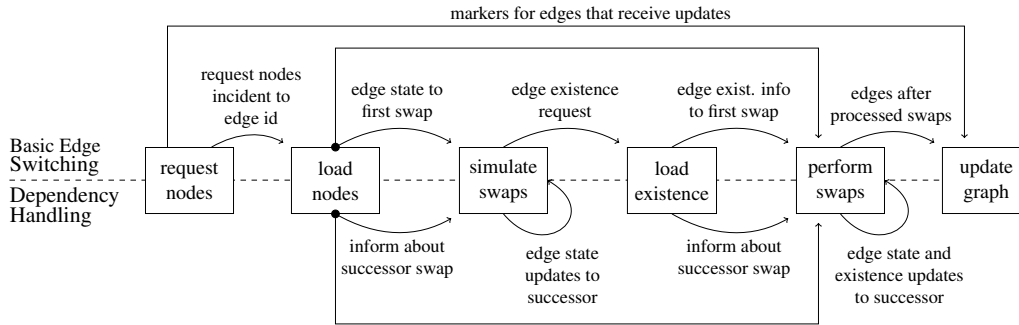 markers for edges that receive updates
request nodes
incident to
edge id
edge state to
first swap
edge existence
request
edge exist. info
to first swap
edges after
processed swaps
Basic Edge
Switching
Dependency
Handling
request
nodes
load
nodes
simulate
swaps
load
existence
perform
swaps
update
graph
inform about
successor swap
edge state
updates to
successor
inform about
successor swap
edge state and
existence updates
to successor